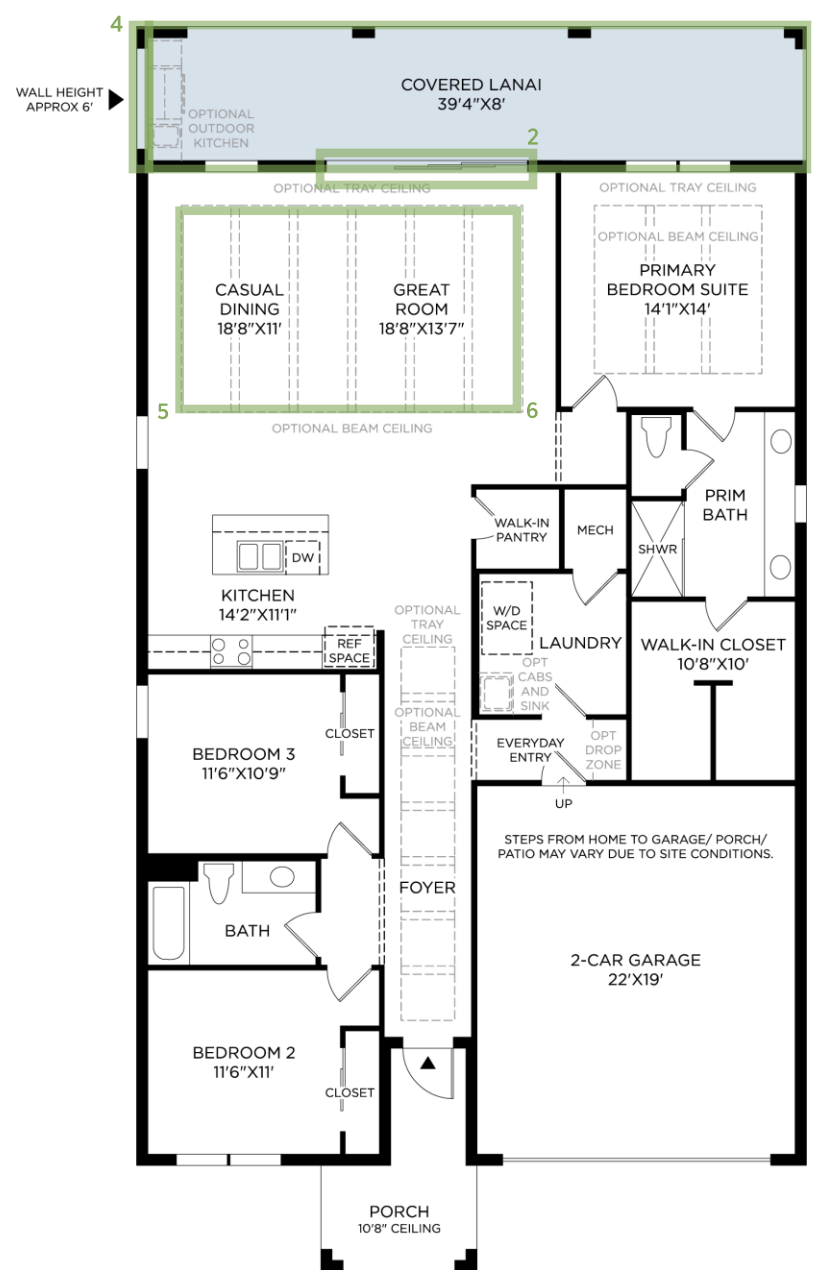 4
WALL HEIGHT
APPROX 6'
COVERED LANAI
39'4"X8'
OPTIONAL
OUTDOOR
KITCHEN
2
OPTIONAL TRAY CEILING
OPTIONAL TRAY CEILING
OPTIONAL BEAM CEILING
PRIMARY
BEDROOM SUITE
14'1"X14'
CASUAL
DINING
18'8"X11'
GREAT
ROOM
18'8"X13'7"
5
6
OPTIONAL BEAM CEILING
PRIM
BATH
WALK-IN
PANTRY
MECH
SHWR
DW
KITCHEN
14'2"X11'1"
REF
SPACE
OPTIONAL
TRAY
CEILING
W/D
SPACE
LAUNDRY
OPT
CABS
AND
SINK
WALK-IN CLOSET
10'8"X10'
OPTIONAL
BEAM
CEILING
CLOSET
BEDROOM 3
11'6"X10'9"
EVERYDAY
ENTRY
OPT
DROP
ZONE
UP
STEPS FROM HOME TO GARAGE/ PORCH/
PATIO MAY VARY DUE TO SITE CONDITIONS.
FOYER
BATH
2-CAR GARAGE
22'X19'
BEDROOM 2
11'6"X11'
CLOSET
PORCH
10'8" CEILING